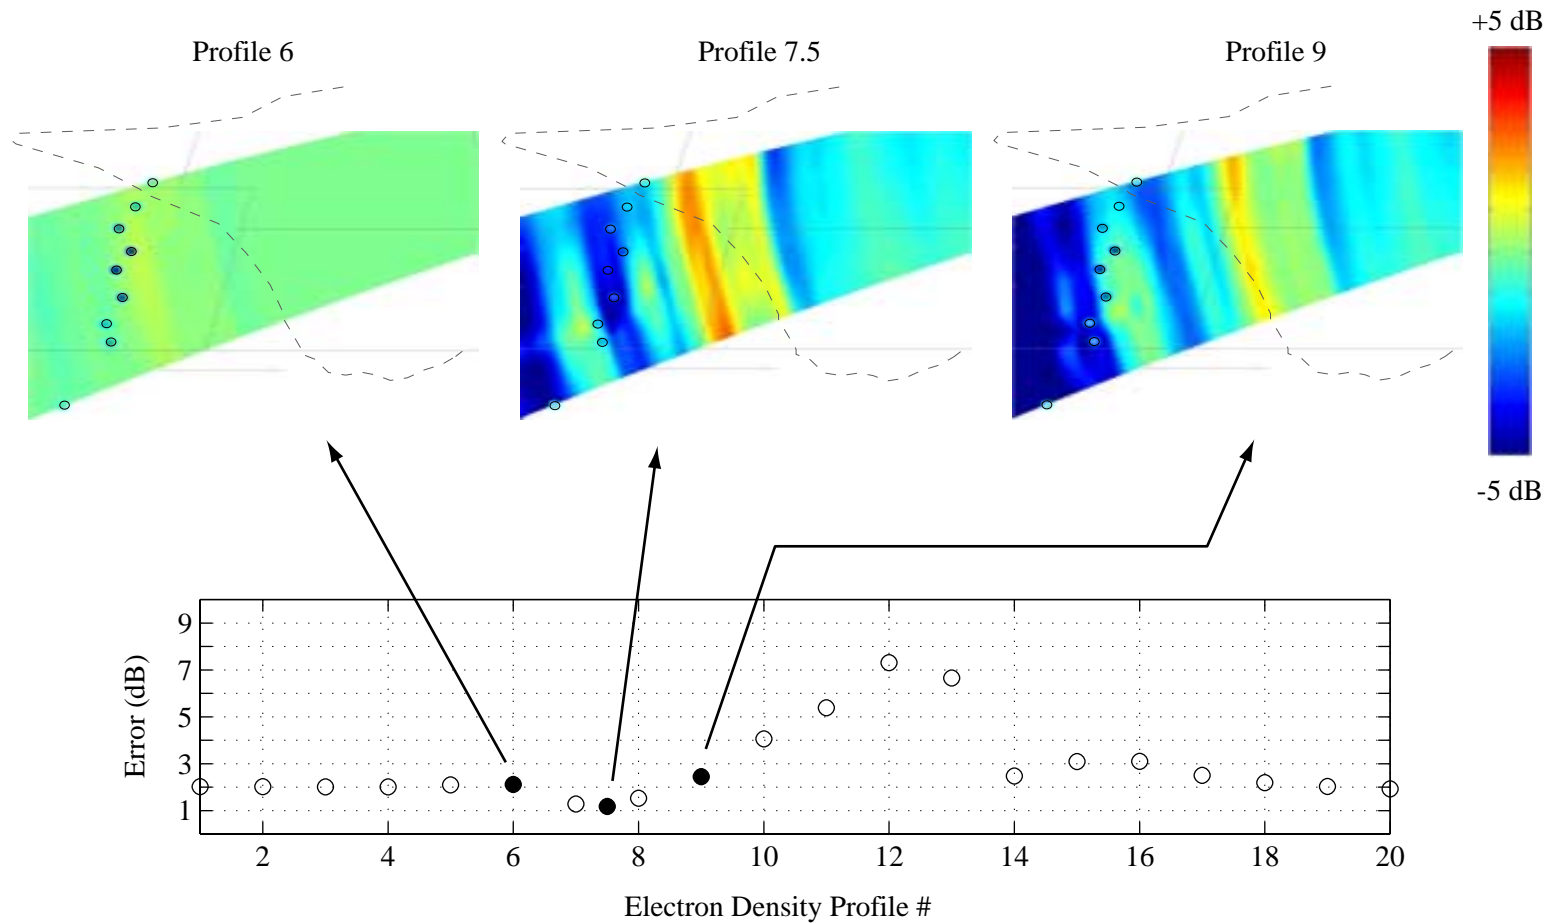 +5 dB
Profile 6
Profile 7.5
Profile 9
-5 dB
9
7
5
3
1
Error (dB)
2 4 6 8 10 12 14 16 18 20
Electron Density Profile #